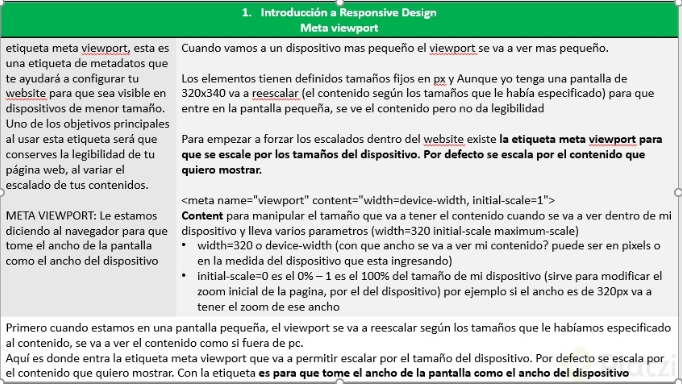 1. Introducción a Responsive Design
Meta viewport
etiqueta meta viewport, esta es
una etiqueta de metadatos que
te ayudará a configurar tu
website para que sea visible en
dispositivos de menor tamaño.
Uno de los objetivos principales
al usar esta etiqueta será que
conserves la legibilidad de tu
página web, al variar el
escalado de tus contenidos.
META VIEWPORT: Le estamos
diciendo al navegador para que
tome el ancho de la pantalla
como el ancho del dispositivo
Cuando vamos a un dispositivo mas pequeño el viewport se va a ver mas pequeño.
Los elementos tienen definidos tamaños fijos en px y Aunque yo tenga una pantalla de
320x340 va a reescalar (el contenido según los tamaños que le había especificado) para que
entre en la pantalla pequeña, se ve el contenido pero no da legibilidad
Para empezar a forzar los escalados dentro del website existe la etiqueta meta viewport para
que se escale por los tamaños del dispositivo. Por defecto se escala por el contenido que
quiero mostrar.
<meta name="viewport" content="width=device-width, initial-scale=1">
Content para manipular el tamaño que va a tener el contenido cuando se va a ver dentro de mi
dispositivo y lleva varios parametros (width=320 initial-scale maximum-scale)
• width=320 o device-width (con que ancho se va a ver mi contenido? puede ser en pixels o
en la medida del dispositivo que esta ingresando)
• initial-scale=0 es el 0% – 1 es el 100% del tamaño de mi dispositivo (sirve para modificar el
zoom inicial de la pagina, por el del dispositivo) por ejemplo si el ancho es de 320px va a
tener el zoom de ese ancho
Primero cuando estamos en una pantalla pequeña, el viewport se va a reescalar según los tamaños que le habíamos especificado
al contenido, se va a ver el contenido como si fuera de pc.
Aquí es donde entra la etiqueta meta viewport que va a permitir escalar por el tamaño del dispositivo. Por defecto se escala por
el contenido que quiero mostrar. Con la etiqueta es para que tome el ancho de la pantalla como el ancho del dispositivo